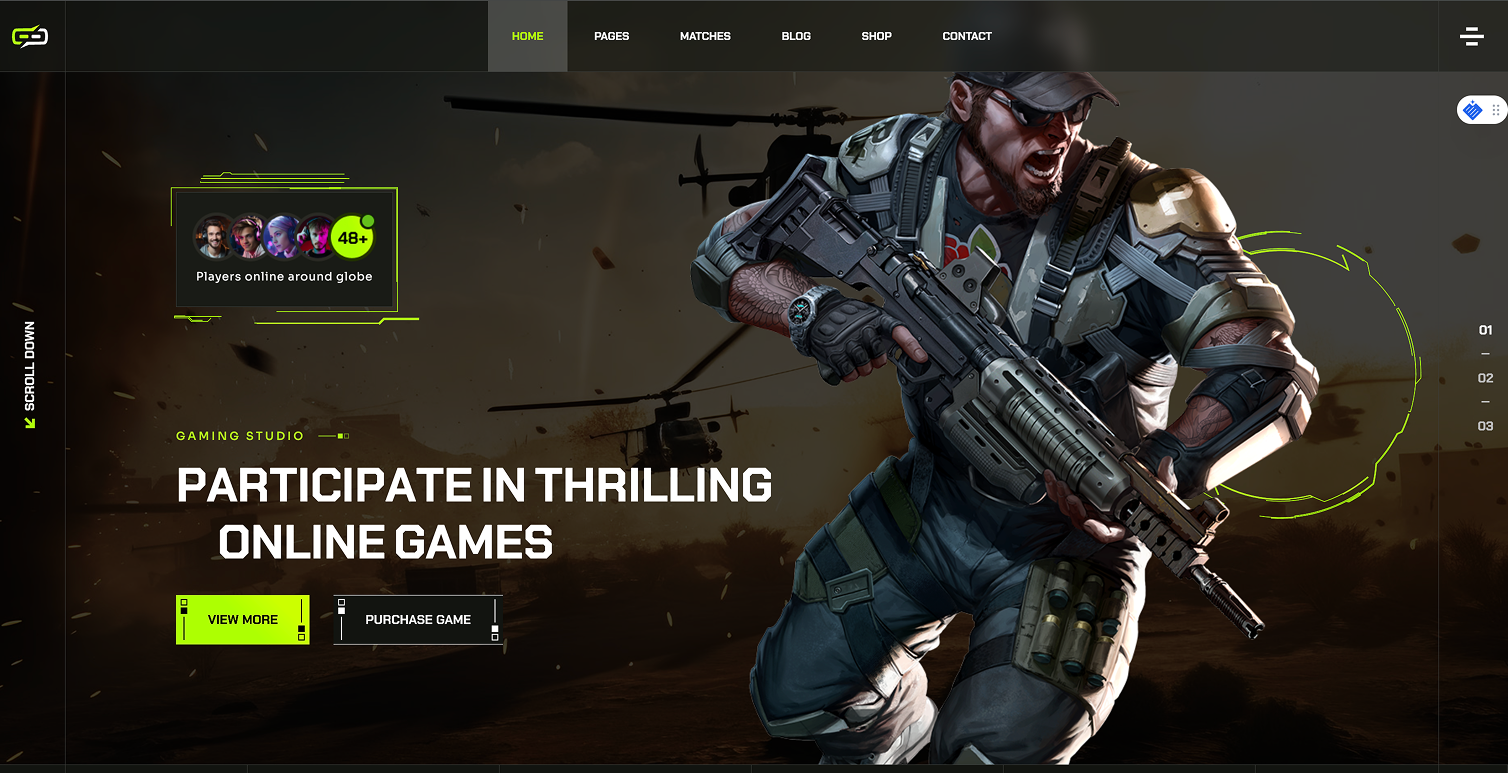 HOME
PAGES
MATCHES
BLOG
SHOP
CONTACT
48+
Players online around globe
SCROLL DOWN
01
02
03
GAMING STUDIO
PARTICIPATE IN THRILLING
ONLINE GAMES
VIEW MORE
PURCHASE GAME